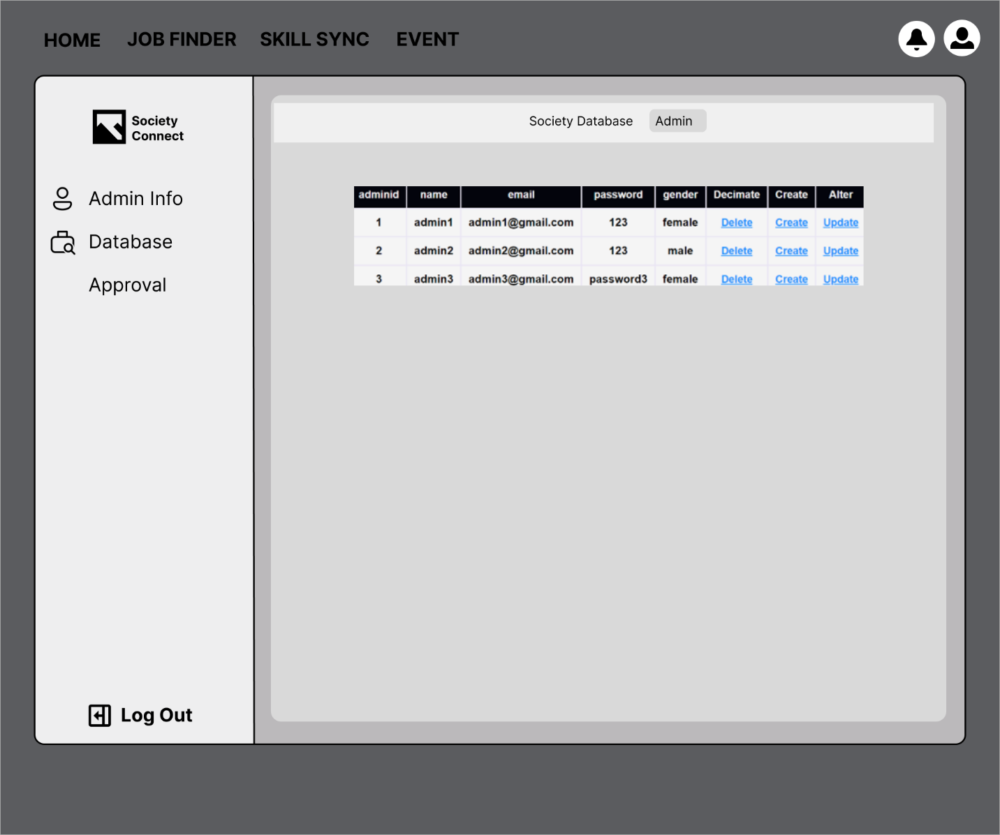 HOME JOB FINDER SKILL SYNC EVENT
Society
Connect
Admin Info
Database
Approval
Log Out
Society Database Admin
adminid name email password gender Decimate Create Alter
1 admin1 admin1@gmail.com 123 female Delete Create Update
2 admin2 admin2@gmail.com 123 male Delete Create Update
3 admin3 admin3@gmail.com password3 female Delete Create Update